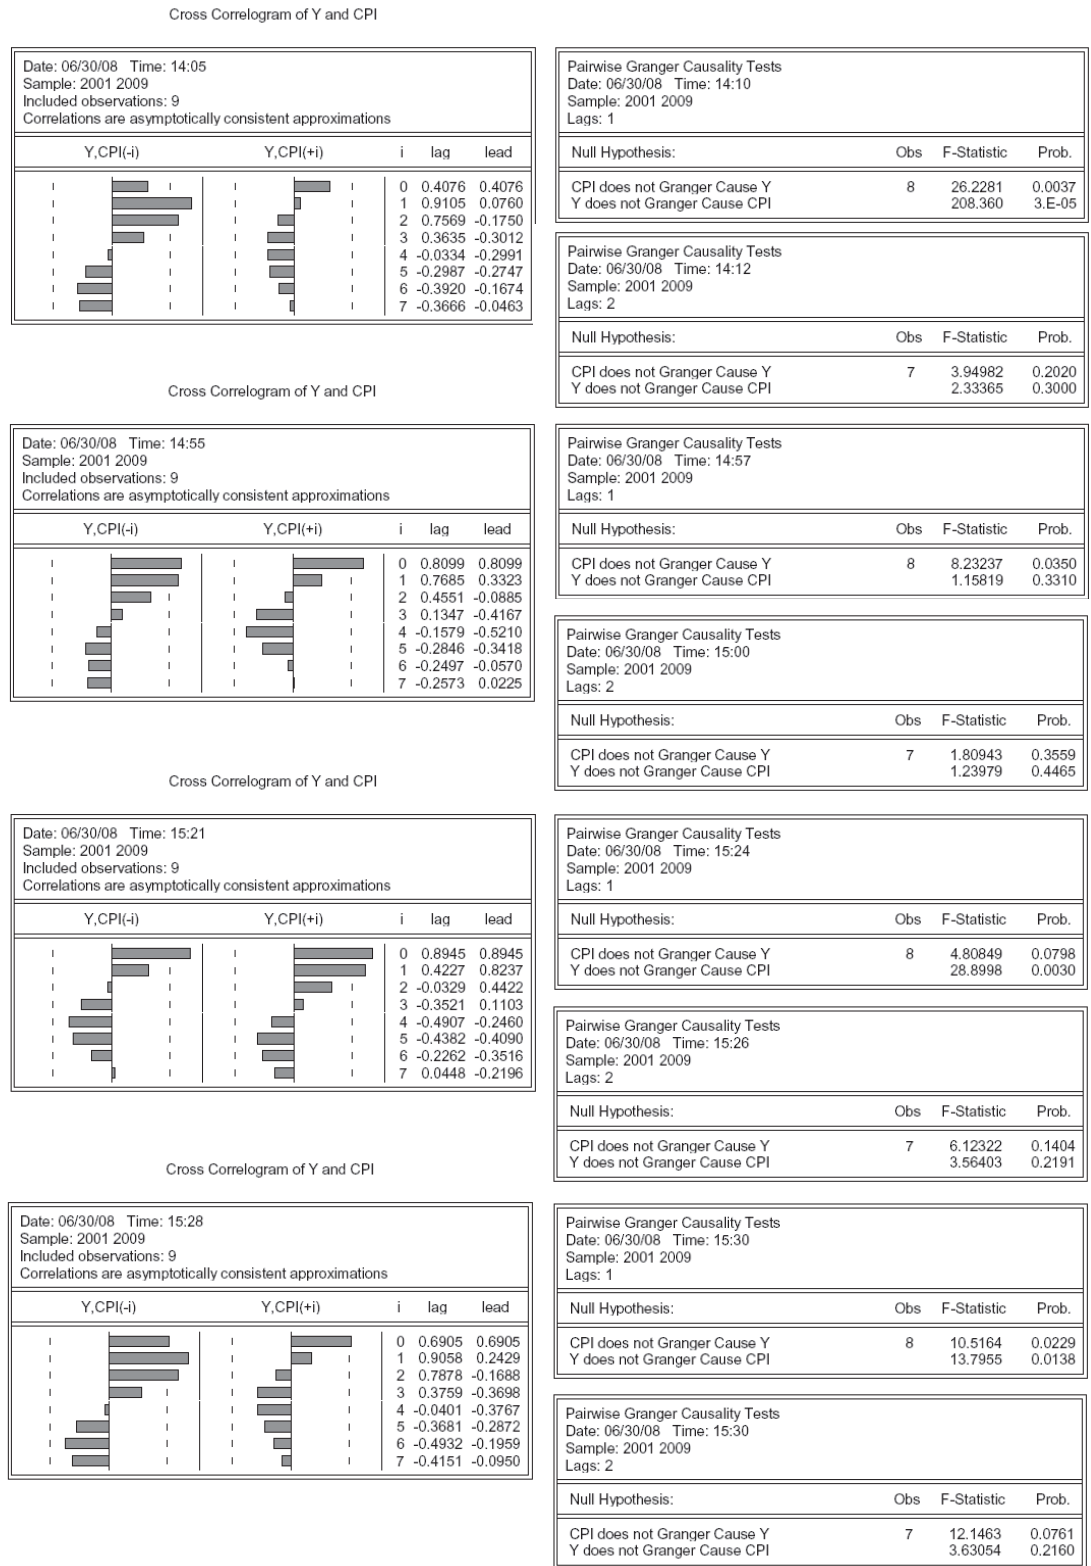 Cross Correlogram of Y and CPI
Date: 06/30/08 Time: 14:05
Sample: 2001 2009
Included observations: 9
Correlations are asymptotically consistent approximations
Y,CPI(-i) Y,CPI(+i) i lag lead
0 0.4076 0.4076
1 0.9105 0.0760
2 0.7569 -0.1750
3 0.3635 -0.3012
4 -0.0334 -0.2991
5 -0.2987 -0.2747
6 -0.3920 -0.1674
7 -0.3666 -0.0463
Pairwise Granger Causality Tests
Date: 06/30/08 Time: 14:10
Sample: 2001 2009
Lags: 1
Null Hypothesis: Obs F-Statistic Prob.
CPI does not Granger Cause Y 8 26.2281 0.0037
Y does not Granger Cause CPI 208.360 3.E-05
Pairwise Granger Causality Tests
Date: 06/30/08 Time: 14:12
Sample: 2001 2009
Lags: 2
Null Hypothesis: Obs F-Statistic Prob.
CPI does not Granger Cause Y 7 3.94982 0.2020
Y does not Granger Cause CPI 2.33365 0.3000
Cross Correlogram of Y and CPI
Date: 06/30/08 Time: 14:55
Sample: 2001 2009
Included observations: 9
Correlations are asymptotically consistent approximations
Y,CPI(-i) Y,CPI(+i) i lag lead
0 0.8099 0.8099
1 0.7685 0.3323
2 0.4551 -0.0885
3 0.1347 -0.4167
4 -0.1579 -0.5210
5 -0.2846 -0.3418
6 -0.2497 -0.0570
7 -0.2573 0.0225
Pairwise Granger Causality Tests
Date: 06/30/08 Time: 14:57
Sample: 2001 2009
Lags: 1
Null Hypothesis: Obs F-Statistic Prob.
CPI does not Granger Cause Y 8 8.23237 0.0350
Y does not Granger Cause CPI 1.15819 0.3310
Pairwise Granger Causality Tests
Date: 06/30/08 Time: 15:00
Sample: 2001 2009
Lags: 2
Null Hypothesis: Obs F-Statistic Prob.
CPI does not Granger Cause Y 7 1.80943 0.3559
Y does not Granger Cause CPI 1.23979 0.4465
Cross Correlogram of Y and CPI
Date: 06/30/08 Time: 15:21
Sample: 2001 2009
Included observations: 9
Correlations are asymptotically consistent approximations
Y,CPI(-i) Y,CPI(+i) i lag lead
0 0.8945 0.8945
1 0.4227 0.8237
2 -0.0329 0.4422
3 -0.3521 0.1103
4 -0.4907 -0.2460
5 -0.4382 -0.4090
6 -0.2262 -0.3516
7 0.0448 -0.2196
Pairwise Granger Causality Tests
Date: 06/30/08 Time: 15:24
Sample: 2001 2009
Lags: 1
Null Hypothesis: Obs F-Statistic Prob.
CPI does not Granger Cause Y 8 4.80849 0.0798
Y does not Granger Cause CPI 28.8998 0.0030
Pairwise Granger Causality Tests
Date: 06/30/08 Time: 15:26
Sample: 2001 2009
Lags: 2
Null Hypothesis: Obs F-Statistic Prob.
CPI does not Granger Cause Y 7 6.12322 0.1404
Y does not Granger Cause CPI 3.56403 0.2191
Cross Correlogram of Y and CPI
Date: 06/30/08 Time: 15:28
Sample: 2001 2009
Included observations: 9
Correlations are asymptotically consistent approximations
Y,CPI(-i) Y,CPI(+i) i lag lead
0 0.6905 0.6905
1 0.9058 0.2429
2 0.7878 -0.1688
3 0.3759 -0.3698
4 -0.0401 -0.3767
5 -0.3681 -0.2872
6 -0.4932 -0.1959
7 -0.4151 -0.0950
Pairwise Granger Causality Tests
Date: 06/30/08 Time: 15:30
Sample: 2001 2009
Lags: 1
Null Hypothesis: Obs F-Statistic Prob.
CPI does not Granger Cause Y 8 10.5164 0.0229
Y does not Granger Cause CPI 13.7955 0.0138
Pairwise Granger Causality Tests
Date: 06/30/08 Time: 15:30
Sample: 2001 2009
Lags: 2
Null Hypothesis: Obs F-Statistic Prob.
CPI does not Granger Cause Y 7 12.1463 0.0761
Y does not Granger Cause CPI 3.63054 0.2160